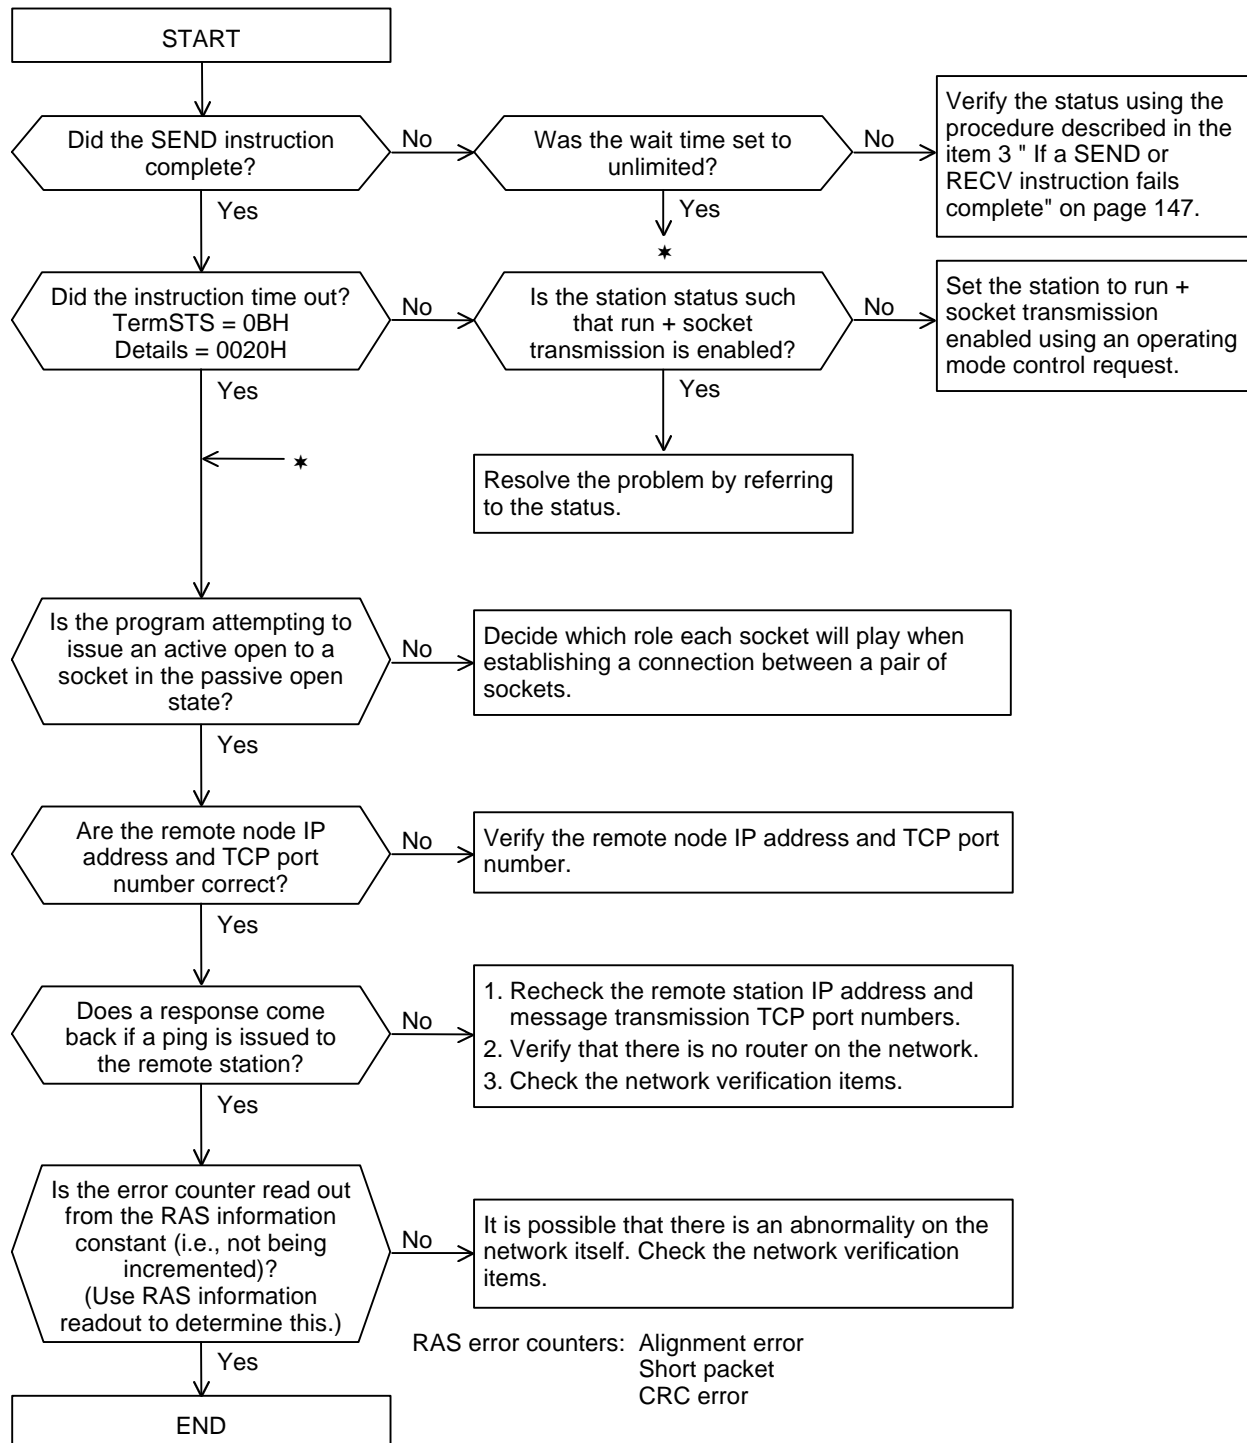 START
Did the SEND instruction
complete?
No
Was the wait time set to
unlimited?
No
Verify the status using the
procedure described in the
item 3 " If a SEND or
RECV instruction fails
complete" on page 147.
Yes
Yes
★
Did the instruction time out?
TermSTS = 0BH
Details = 0020H
No
Is the station status such
that run + socket
transmission is enabled?
No
Set the station to run +
socket transmission
enabled using an operating
mode control request.
Yes
Yes
★
Resolve the problem by referring
to the status.
Is the program attempting to
issue an active open to a
socket in the passive open
state?
No
Decide which role each socket will play when
establishing a connection between a pair of
sockets.
Yes
Are the remote node IP
address and TCP port
number correct?
No
Verify the remote node IP address and TCP port
number.
Yes
Does a response come
back if a ping is issued to
the remote station?
No
1. Recheck the remote station IP address and
message transmission TCP port numbers.
2. Verify that there is no router on the network.
3. Check the network verification items.
Yes
Is the error counter read out
from the RAS information
constant (i.e., not being
incremented)?
(Use RAS information
readout to determine this.)
No
It is possible that there is an abnormality on the
network itself. Check the network verification
items.
RAS error counters: Alignment error
Short packet
CRC error
Yes
END